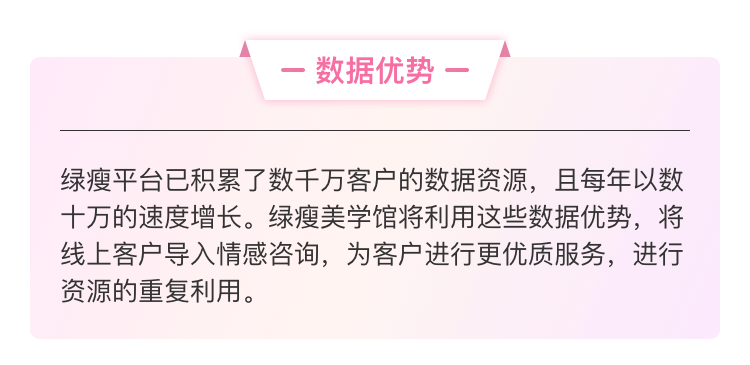 数据优势
绿瘦平台已积累了数千万客户的数据资源，且每年以数
十万的速度增长。绿瘦美学馆将利用这些数据优势，将
线上客户导入情感咨询，为客户进行更优质服务，进行
资源的重复利用。